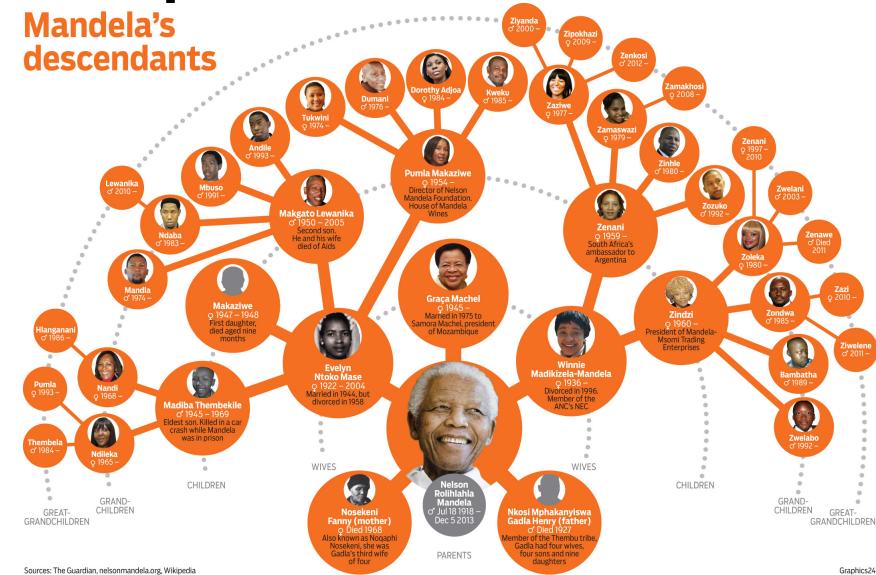 Mandela's
descendants
Ziyanda
♂ 2000 –
Zipokhazi
♀ 2009 –
Zenkosi
♂ 2012 –
Zamakhosi
♀ 2008 –
Zaziwe
♀ 1977 –
Zamaswazi
♀ 1979 –
Zinhle
♂ 1980 –
Zozuko
♂ 1992 –
Zenani
♀ 1997 –
2010
Zwelani
♂ 2003 –
Zenawe
♂ Died
2011
Zoleka
♀ 1980 –
Zazi
♀ 2010 –
Zondwa
♂ 1985 –
Ziwelene
♂ 2011 –
Bambatha
♂ 1989 –
Zwelabo
♂ 1992 –
Tukwini
♀ 1974 –
Dumani
♂ 1976 –
Dorothy Adjoa
♀ 1984 –
Kweku
♂ 1985 –
Andile
♂ 1993 –
Mbuso
♂ 1991 –
Lewanika
♂ 2010 –
Ndaba
♂ 1983 –
Mandla
♂ 1974 –
Pumla Makaziwe
♀ 1954 –
Director of Nelson
Mandela Foundation.
House of Mandela
Wines
Makgato Lewanika
♂ 1950 – 2005
Second son.
He and his wife
died of Aids
Zenani
♀ 1959 –
South Africa's
ambassador to
Argentina
Makaziwe
♀ 1947 – 1948
First daughter,
died aged nine
months
Graça Machel
♀ 1945 –
Married in 1975 to
Samora Machel, president
of Mozambique
Zindzi
♀ 1960 –
President of Mandela-
Msomi Trading
Enterprises
Hlanganani
♂ 1986 –
Pumla
♀ 1993 –
Thembela
♂ 1984 –
Nandi
♀ 1968 –
Ndileka
♀ 1965 –
Madiba Thembekile
♂ 1945 – 1969
Eldest son. Killed in a car
crash while Mandela
was in prison
Evelyn
Ntoko Mase
♀ 1922 – 2004
Married in 1944, but
divorced in 1958
Winnie
Madikizela-Mandela
♀ 1936 –
Divorced in 1996.
Member of the
ANC's NEC
WIVES
WIVES
CHILDREN
CHILDREN
GRAND-
CHILDREN
GRAND-
CHILDREN
GREAT-
GRANDCHILDREN
GREAT-
GRANDCHILDREN
Nosekeni
Fanny (mother)
♀ Died 1968
Also known as Noqaphi
Nosekeni, she was
Gadla's third wife
of four
Nelson
Rolihlahla
Mandela
♂ Jul 18 1918 –
Dec 5 2013
Nkosi Mphakanyiswa
Gadla Henry (father)
♂ Died 1927
Member of the Thembu tribe,
Gadla had four wives,
four sons and nine
daughters
PARENTS
Sources: The Guardian, nelsonmandela.org, Wikipedia
Graphics24